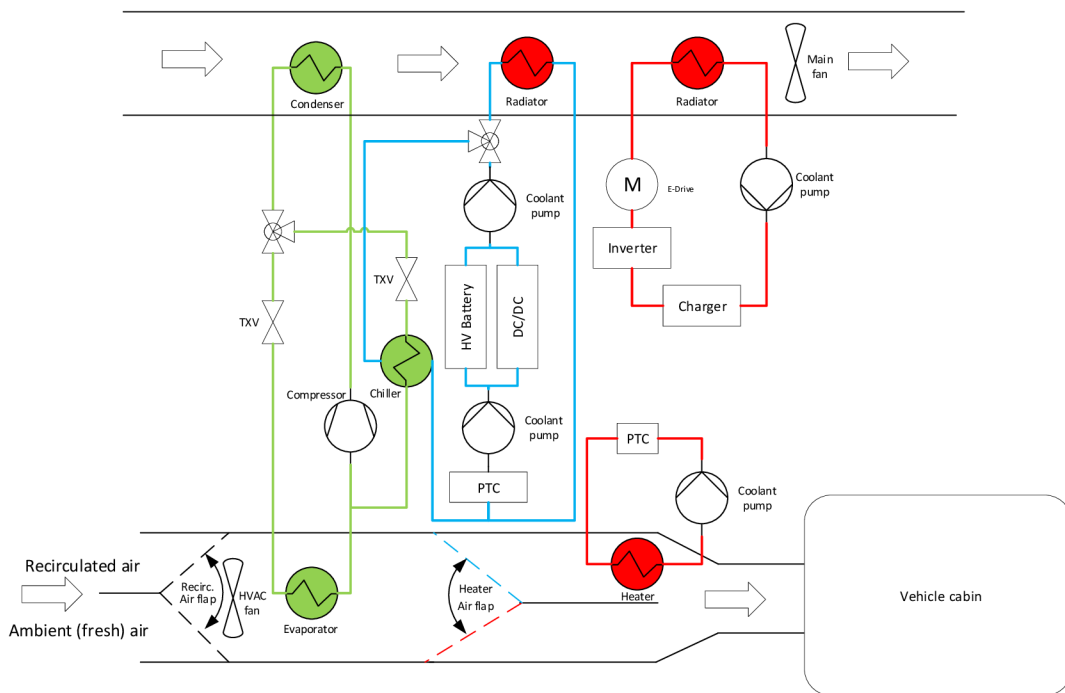 Condenser
Radiator
Radiator
Main
fan
Coolant
pump
M
E-Drive
Coolant
pump
Inverter
TXV
HV Battery
DC/DC
Charger
TXV
Compressor
Chiller
Coolant
pump
PTC
PTC
Coolant
pump
Recirculated air
Recirc.
Air flap
HVAC
fan
Heater
Air flap
Heater
Vehicle cabin
Ambient (fresh) air
Evaporator